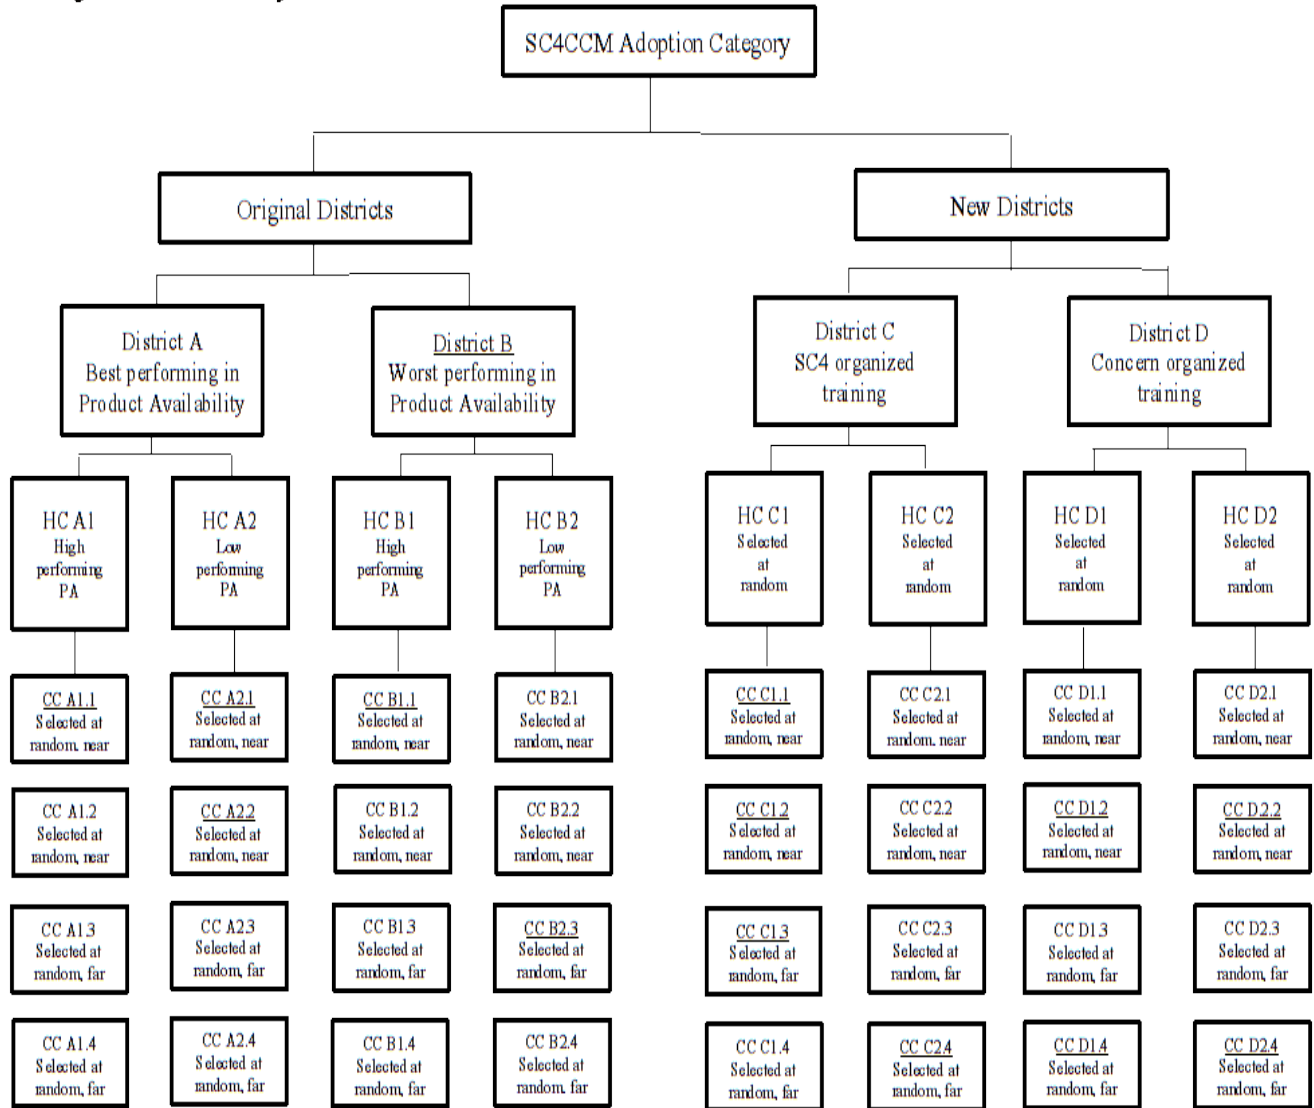 SC4CCM Adoption Category
Original Districts
New Districts
District A
Best performing in
Product Availability
District B
Worst performing in
Product Availability
District C
SC4 organized
training
District D
Concern organized
training
HC A1
High
performing
PA
HC A2
Low
performing
PA
HC B1
High
performing
PA
HC B2
Low
performing
PA
HC C1
Selected
at
random
HC C2
Selected
at
random
HC D1
Selected
at
random
HC D2
Selected
at
random
CC A1.1
Selected at
random. near
CC A2.1
Selected at
random, near
CC B1.1
Selected at
random, near
CC B2.1
Selected at
random, near
CC C1.1
Selected at
random, near
CC C2.1
Selected at
random. near
CC D1.1
Selected at
random, near
CC D2.1
Selected at
random, near
CC A1.2
Selected at
random, near
CC A2.2
Selected at
random, near
CC B1.2
Selected at
random, near
CC B2.2
Selected at
random, near
CC C1.2
Selected at
random, near
CC C2.2
Selected at
random, near
CC D1.2
Selected at
random, near
CC D2.2
Selected at
random, near
CC A1.3
Selected at
random, far
CC A2.3
Selected at
random, far
CC B1.3
Selected at
random, far
CC B2.3
Selected at
random, far
CC C1.3
Selected at
random, far
CC C2.3
Selected at
random, far
CC D1.3
Selected at
random, far
CC D2.3
Selected at
random, far
CC A1.4
Selected at
random, far
CC A2.4
Selected at
random, far
CC B1.4
Selected at
random, far
CC B2.4
Selected at
random, far
CC C1.4
Selected at
random, far
CC C2.4
Selected at
random, far
CC D1.4
Selected at
random, far
CC D2.4
Selected at
random, far